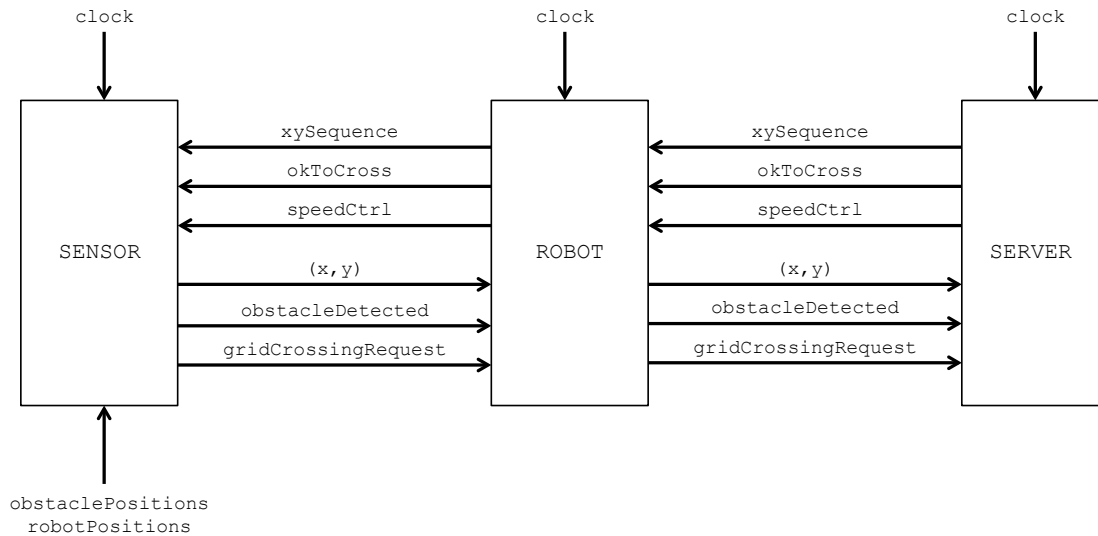 clock
clock
clock
xySequence
xySequence
okToCross
okToCross
speedCtrl
speedCtrl
SENSOR
ROBOT
SERVER
(x,y)
(x,y)
obstacleDetected
obstacleDetected
gridCrossingRequest
gridCrossingRequest
obstaclePositions
robotPositions